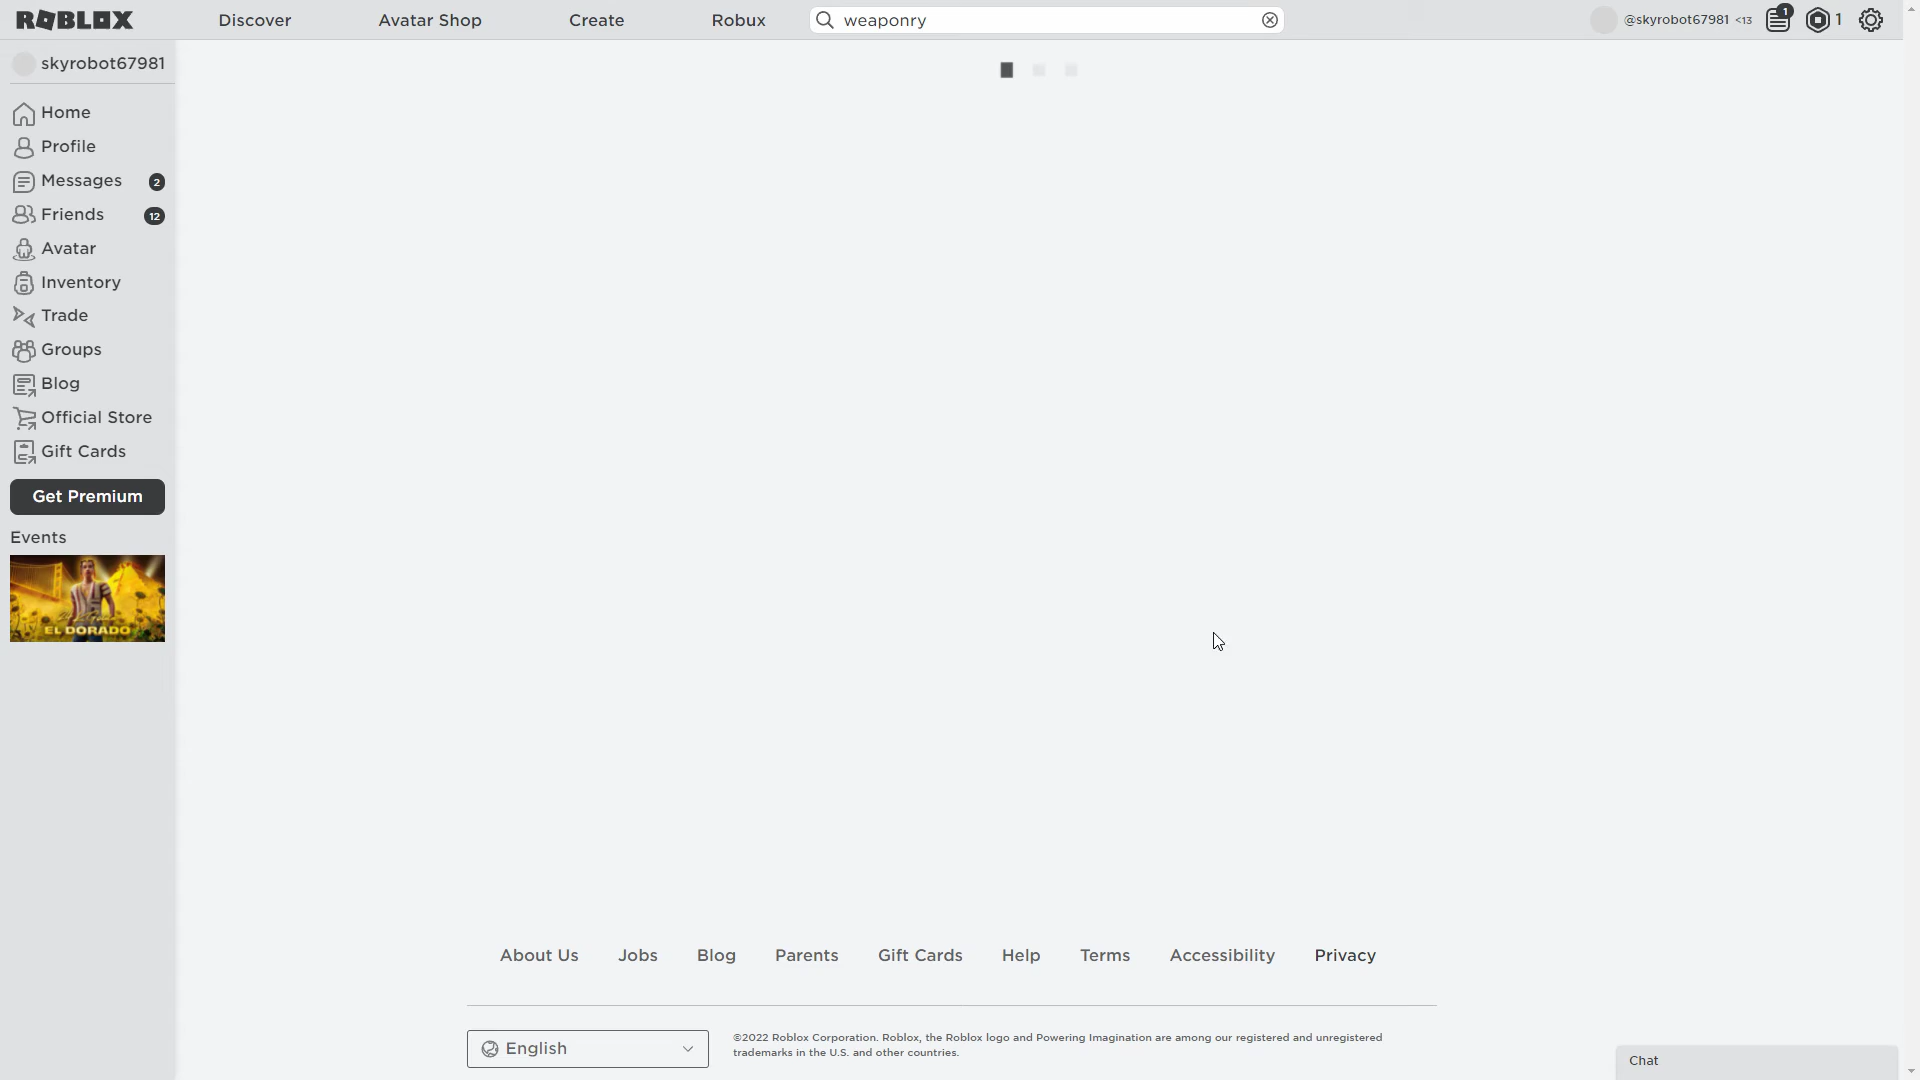 ROBLOX
Discover
Avatar Shop
Create
Robux
weaponry
@skyrobot67981 <13
1
1
skyrobot67981
Home
Profile
Messages 2
Friends 12
Avatar
Inventory
Trade
Groups
Blog
Official Store
Gift Cards
Get Premium
Events
EL DORADO
About Us
Jobs
Blog
Parents
Gift Cards
Help
Terms
Accessibility
Privacy
English
©2022 Roblox Corporation. Roblox, the Roblox logo and Powering Imagination are among our registered and unregistered
trademarks in the U.S. and other countries.
Chat